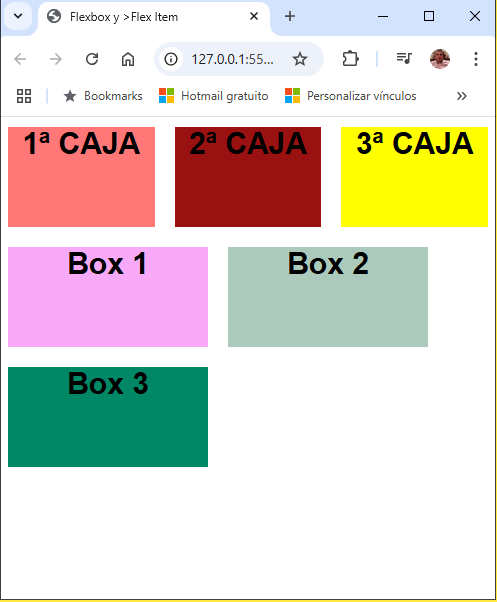 Flexbox y >Flex Item
127.0.0.1:55...
Bookmarks
Hotmail gratuito
Personalizar vínculos
1ª CAJA
2ª CAJA
3ª CAJA
Box 1
Box 2
Box 3